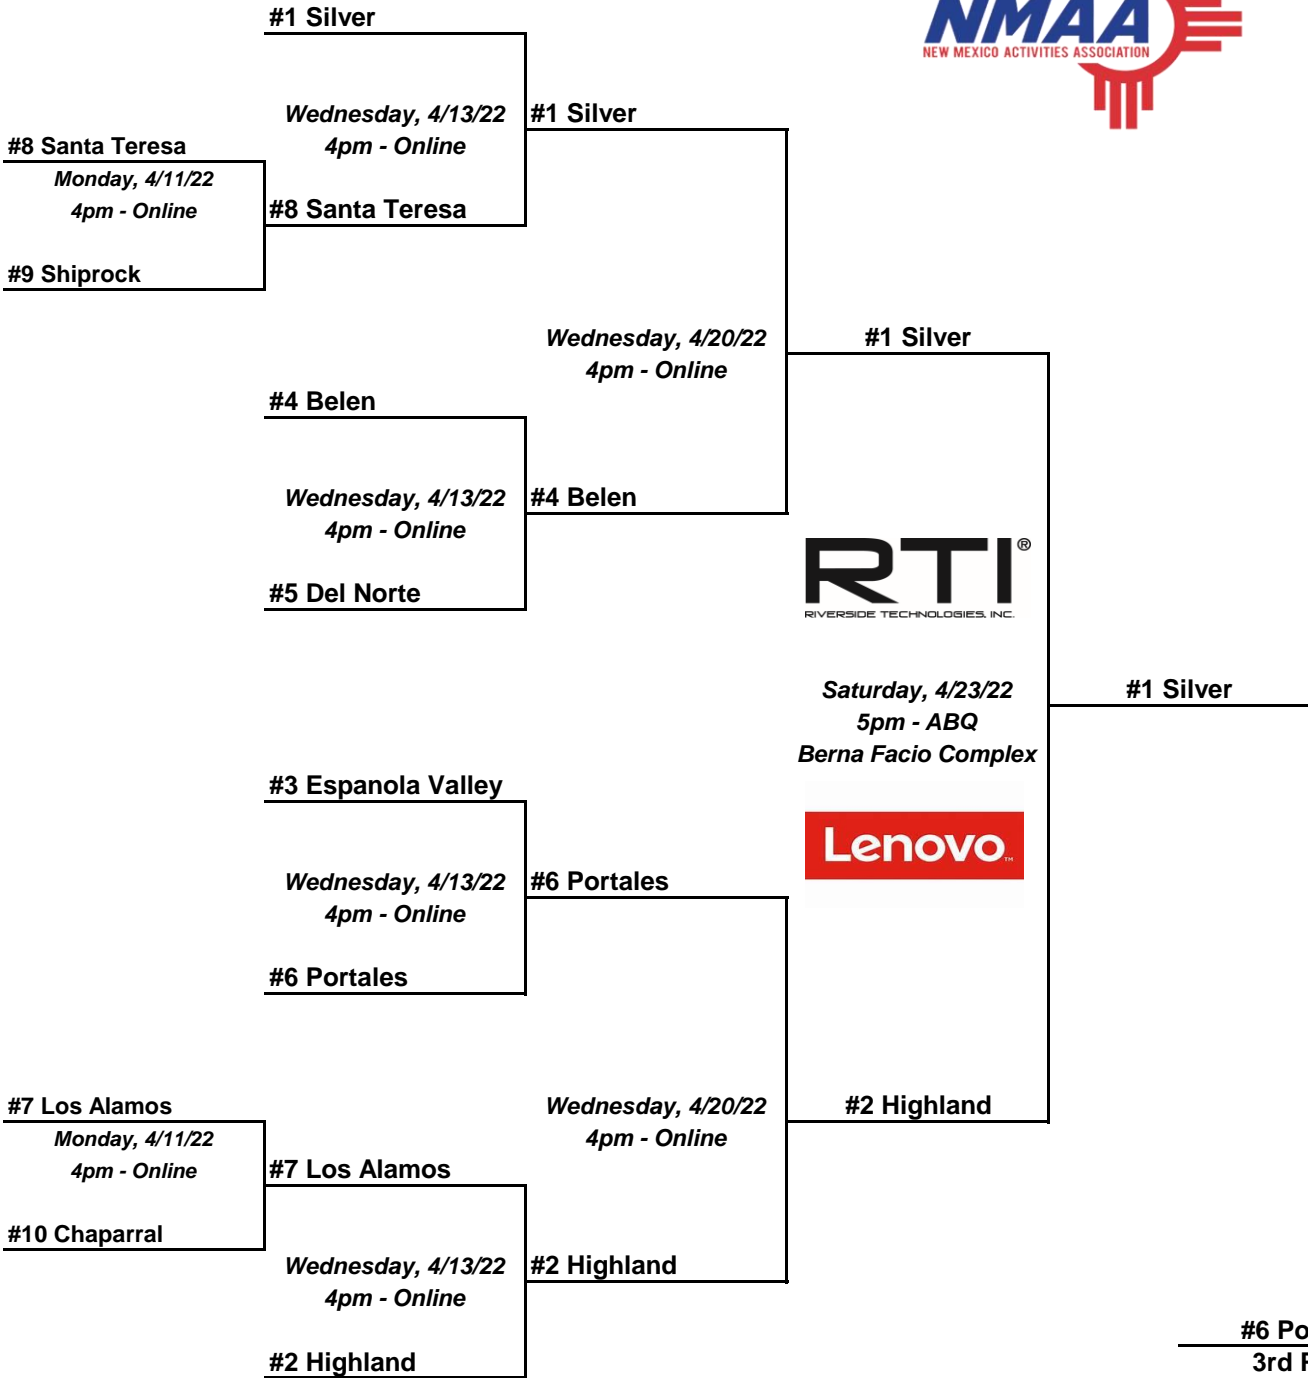 #1 Silver
NMAA
NEW MEXICO ACTIVITIES ASSOCIATION
Wednesday, 4/13/22
4pm - Online
#1 Silver
#8 Santa Teresa
Monday, 4/11/22
4pm - Online
#8 Santa Teresa
#9 Shiprock
Wednesday, 4/20/22
4pm - Online
#1 Silver
#4 Belen
Wednesday, 4/13/22
4pm - Online
#4 Belen
#5 Del Norte
RTI®
RIVERSIDE TECHNOLOGIES, INC.
Saturday, 4/23/22
5pm - ABQ
Berna Facio Complex
#1 Silver
#3 Espanola Valley
Lenovo™
Wednesday, 4/13/22
4pm - Online
#6 Portales
#6 Portales
#7 Los Alamos
Monday, 4/11/22
4pm - Online
#7 Los Alamos
#10 Chaparral
Wednesday, 4/20/22
4pm - Online
#2 Highland
Wednesday, 4/13/22
4pm - Online
#2 Highland
#2 Highland
#6 Po
3rd